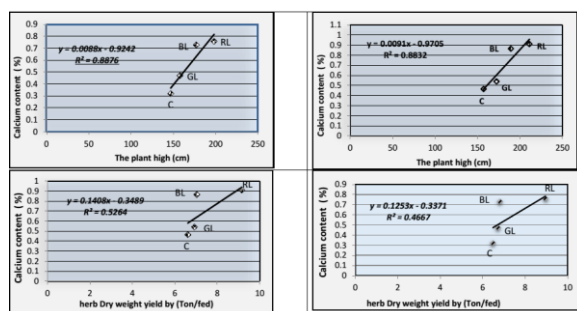 0.9
0.8
0.7
0.6
0.5
0.4
0.3
0.2
0.1
0
Calcium content ( %)
y = 0.0088x - 0.9242
R² = 0.8876
BL
RL
GL
C
0 50 100 150 200 250
The plant high (cm)
1.1
1
0.9
0.8
0.7
0.6
0.5
0.4
0.3
0.2
0.1
0
Calcium content (%)
y = 0.0091x - 0.9705
R² = 0.8832
BL
RL
GL
C
0 50 100 150 200 250
The plant high (cm)
1
0.9
0.8
0.7
0.6
0.5
0.4
0.3
0.2
0.1
0
Calcium content (%)
y = 0.1408x - 0.3489
R² = 0.5264
BL
RL
GL
C
0 2 4 6 8 10
herb Dry weight yield by (Ton/fed)
0.9
0.8
0.7
0.6
0.5
0.4
0.3
0.2
0.1
0
Calcium content (%)
y = 0.1253x - 0.3371
R² = 0.4667
BL
RL
GL
C
0 2 4 6 8 10
herb Dry weight yield by (Ton/fed)